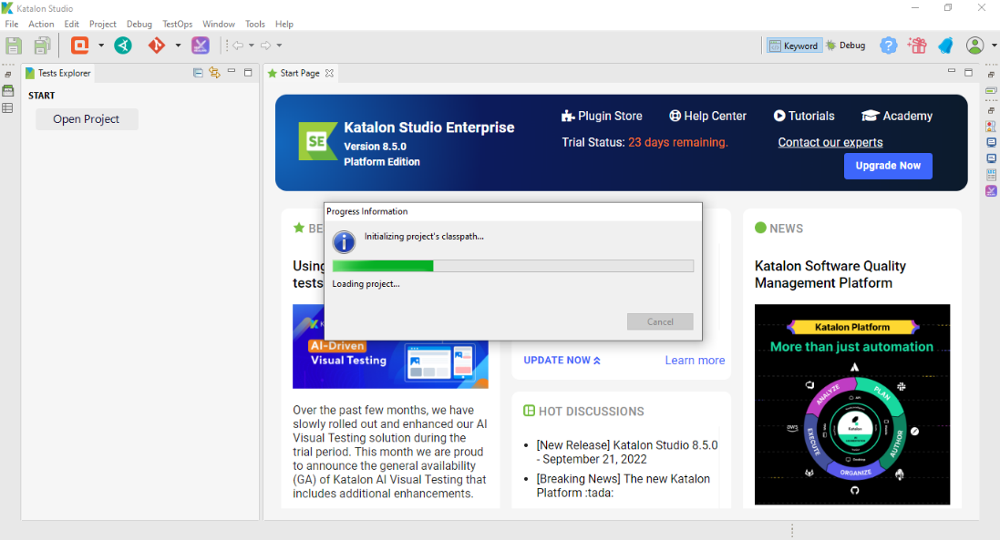 Katalon Studio
File Action Edit Project Debug TestOps Window Tools Help
Keyword Debug
Tests Explorer
START
Open Project
Start Page
SE
Katalon Studio Enterprise
Version 8.5.0
Platform Edition
Plugin Store Help Center Tutorials Academy
Trial Status: 23 days remaining.
Contact our experts
Upgrade Now
Progress Information
Initializing project's classpath...
Loading project...
Cancel
BE
Using
tests
AI-Driven
Visual Testing
Over the past few months, we have
slowly rolled out and enhanced our AI
Visual Testing solution during the
trial period. This month we are proud
to announce the general availability
(GA) of Katalon AI Visual Testing that
includes additional enhancements.
UPDATE NOW
Learn more
HOT DISCUSSIONS
• [New Release] Katalon Studio 8.5.0
- September 21, 2022
• [Breaking News] The new Katalon
Platform :tada:
NEWS
Katalon Software Quality
Management Platform
Katalon Platform
More than just automation
ANALYZE
PLAN
AUTHOR
ORGANIZE
EXECUTE
aws
Katalon